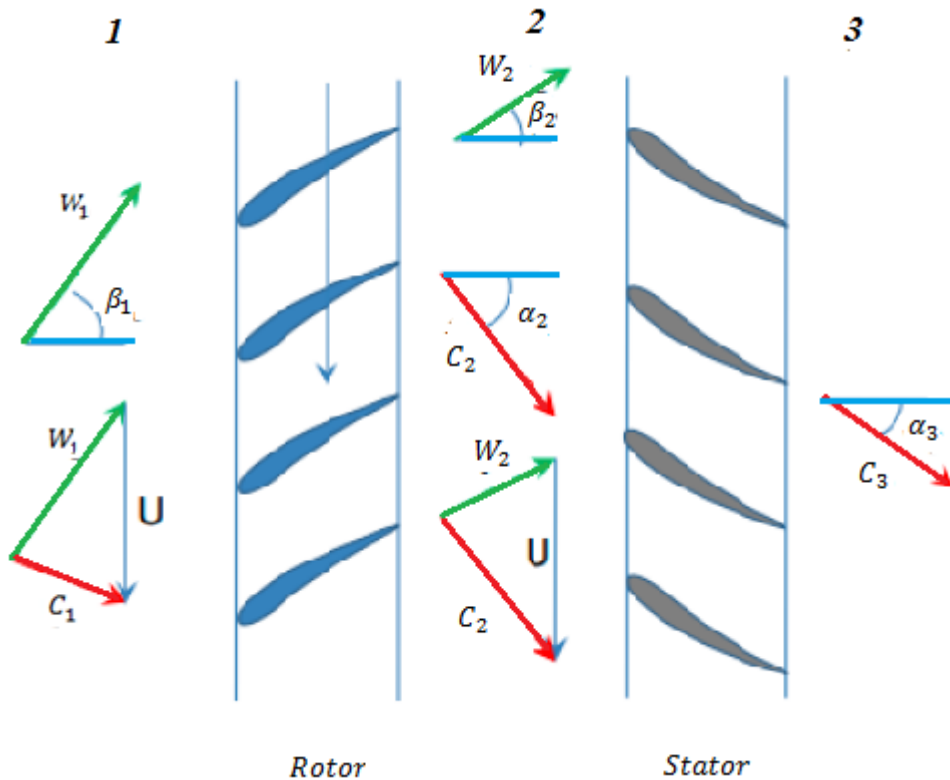 1
2
3
W₂
β₂
W₁
β₁
α₂
C₂
α₃
C₃
W₁
U
C₁
W₂
U
C₂
Rotor
Stator